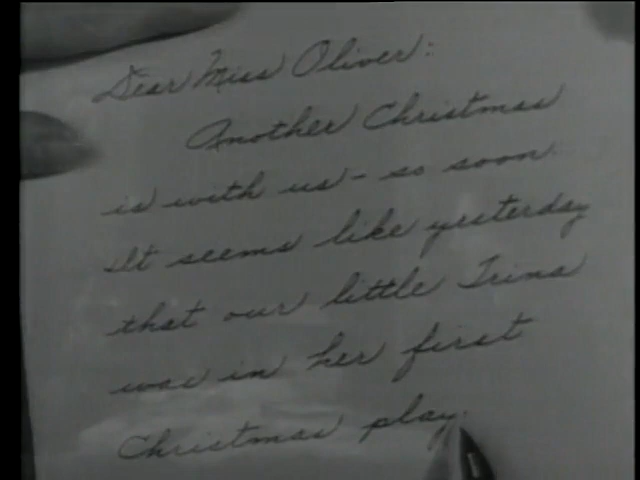 Dear Miss Oliver:
Another Christmas
is with us - so soon.
It seems like yesterday
that our little Trina
was in her first
Christmas play.